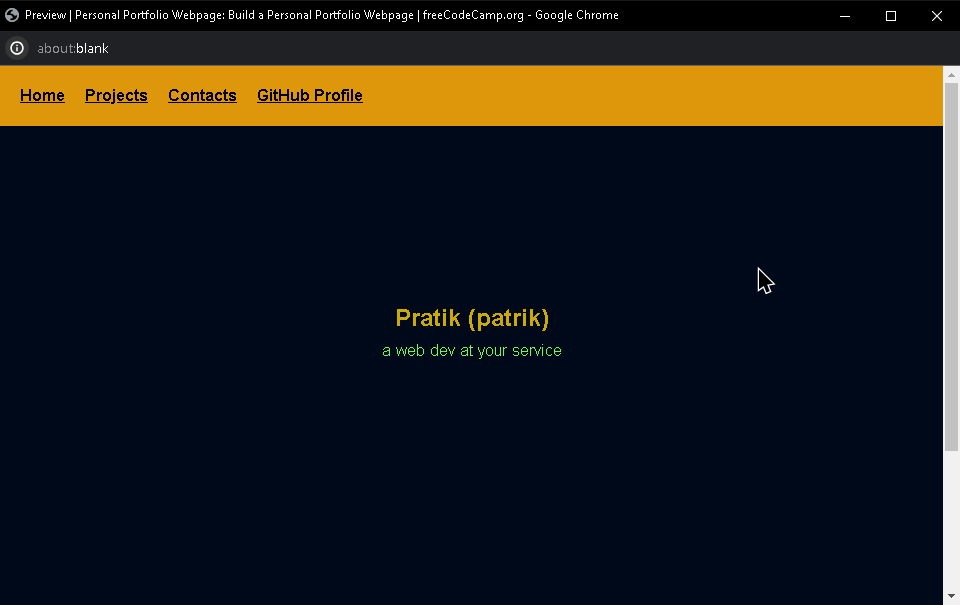 Preview | Personal Portfolio Webpage: Build a Personal Portfolio Webpage | freeCodeCamp.org - Google Chrome
about:blank
Home Projects Contacts GitHub Profile
Pratik (patrik)
a web dev at your service